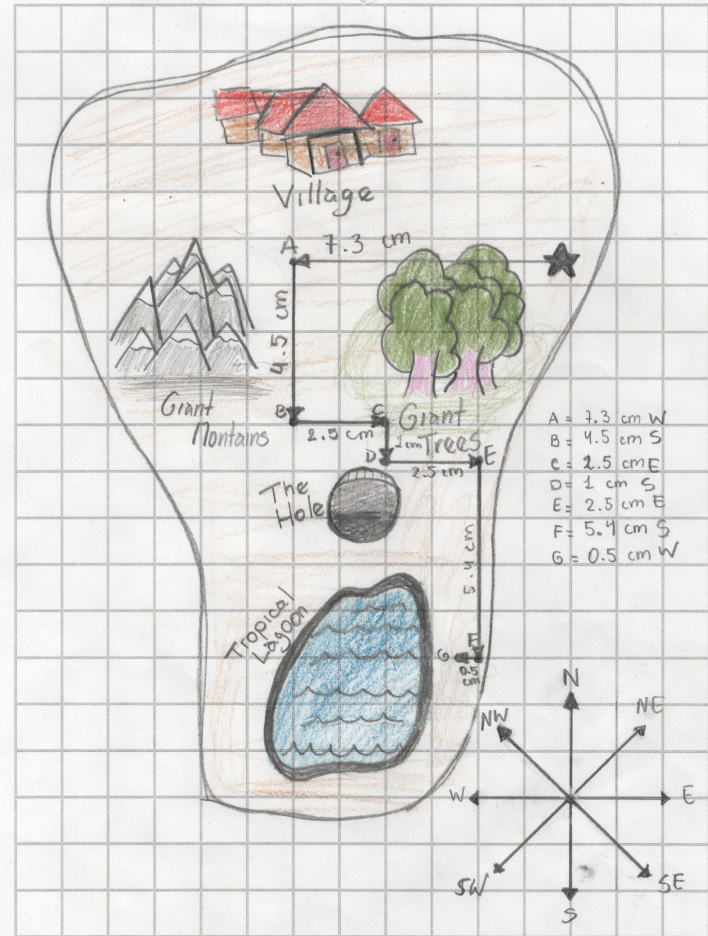 Village
A 7.3 cm
4.5 cm
Giant
Montains
B 2.5 cm C
Giant
Trees
1cm
D 2.5 cm E
The
Hole
5.4 cm
Tropical
Lagoon
F
G 0.5
cm
A = 7.3 cm W
B = 4.5 cm S
C = 2.5 cm E
D = 1 cm S
E = 2.5 cm E
F = 5.4 cm S
G = 0.5 cm W
N
NW NE
W E
SW SE
S